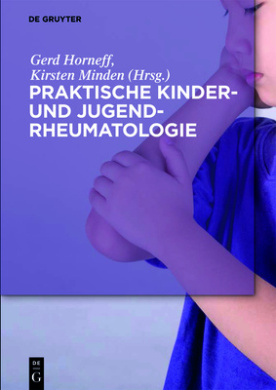 DE GRUYTER
Gerd Horneff,
Kirsten Minden (Hrsg.)
PRAKTISCHE KINDER-
UND JUGEND-
RHEUMATOLOGIE
DE
G